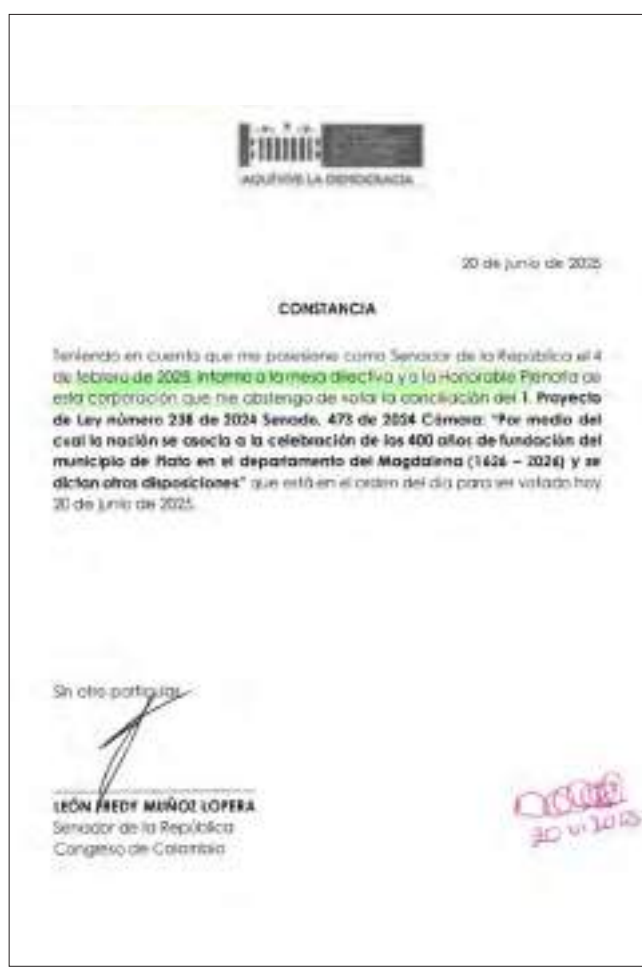 AQUÍ VIVE LA DEMOCRACIA
20 de junio de 2025
CONSTANCIA
Teniendo en cuenta que me posesione como Senador de la República el 4
de febrero de 2025, informo a la mesa directiva y a la Honorable Plenaria de
esta corporación que me abstengo de votar la conciliación del 1. Proyecto
de Ley número 238 de 2024 Senado, 473 de 2024 Cámara: "Por medio del
cual la nación se asocia a la celebración de los 400 años de fundación del
municipio de Plato en el departamento del Magdalena (1626 – 2026) y se
dictan otras disposiciones" que está en el orden del día para ser votado hoy
20 de junio de 2025.
Sin otro particular,
LEÓN FREDY MUÑOZ LOPERA
Senador de la República
Congreso de Colombia
20 VI 2025